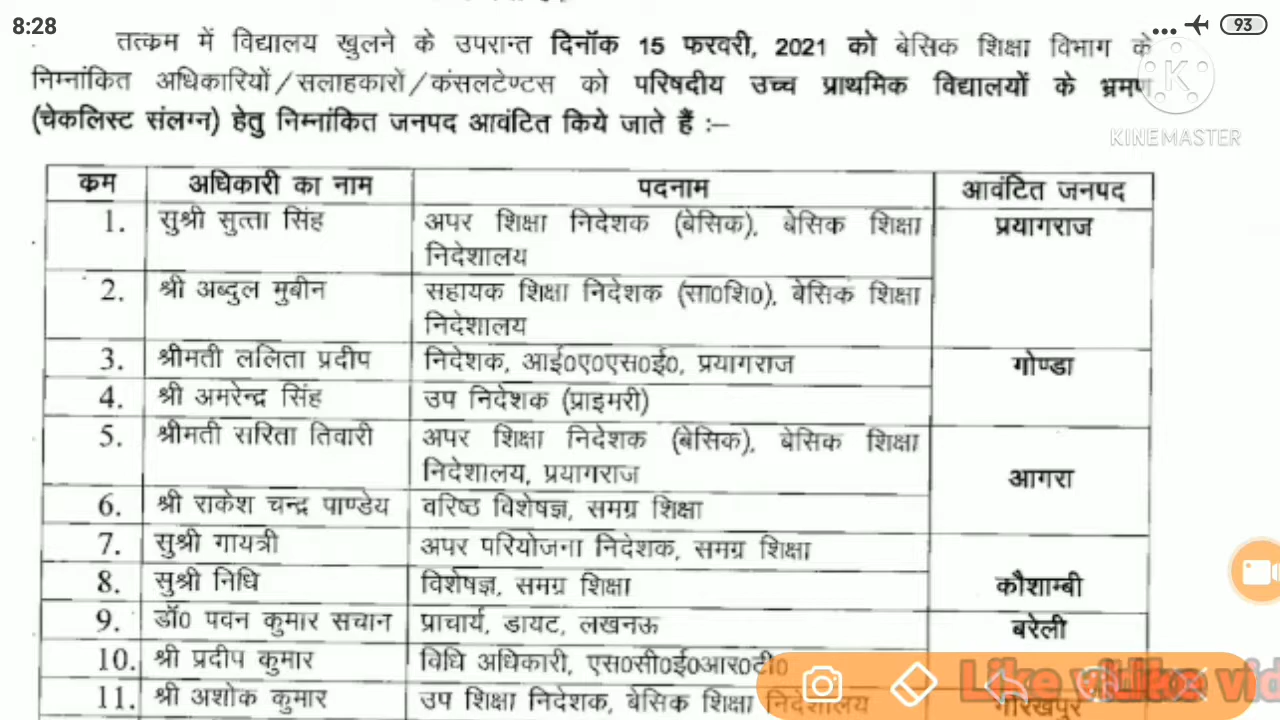 8:28
93
तत्क्रम में विद्यालय खुलने के उपरान्त दिनॉक 15 फरवरी, 2021 को बेसिक शिक्षा विभाग के
निम्नांकित अधिकारियों/सलाहकारों/कंसलटेण्टस को परिषदीय उच्च प्राथमिक विद्यालयों के भ्रमण
(चेकलिस्ट संलग्न) हेतु निम्नांकित जनपद आवंटित किये जाते हैं :–
K
KINEMASTER
क्रम अधिकारी का नाम पदनाम आवंटित जनपद
1. सुश्री सुत्ता सिंह अपर शिक्षा निदेशक (बेसिक), बेसिक शिक्षा प्रयागराज
निदेशालय
2. श्री अब्दुल मुबीन सहायक शिक्षा निदेशक (सा0शि0), बेसिक शिक्षा
निदेशालय
3. श्रीमती ललिता प्रदीप निदेशक, आई0ए0एस0ई0, प्रयागराज गोण्डा
4. श्री अमरेन्द्र सिंह उप निदेशक (प्राइमरी)
5. श्रीमती सरिता तिवारी अपर शिक्षा निदेशक (बेसिक), बेसिक शिक्षा
निदेशालय, प्रयागराज आगरा
6. श्री राकेश चन्द्र पाण्डेय वरिष्ठ विशेषज्ञ, समग्र शिक्षा
7. सुश्री गायत्री अपर परियोजना निदेशक, समग्र शिक्षा
8. सुश्री निधि विशेषज्ञ, समग्र शिक्षा कौशाम्बी
9. डॉ0 पवन कुमार सचान प्राचार्य, डायट, लखनऊ बरेली
10. श्री प्रदीप कुमार विधि अधिकारी, एस0सी0ई0आर0टी0
11. श्री अशोक कुमार उप शिक्षा निदेशक, बेसिक शिक्षा निदेशालय गोरखपुर
Like
like vid